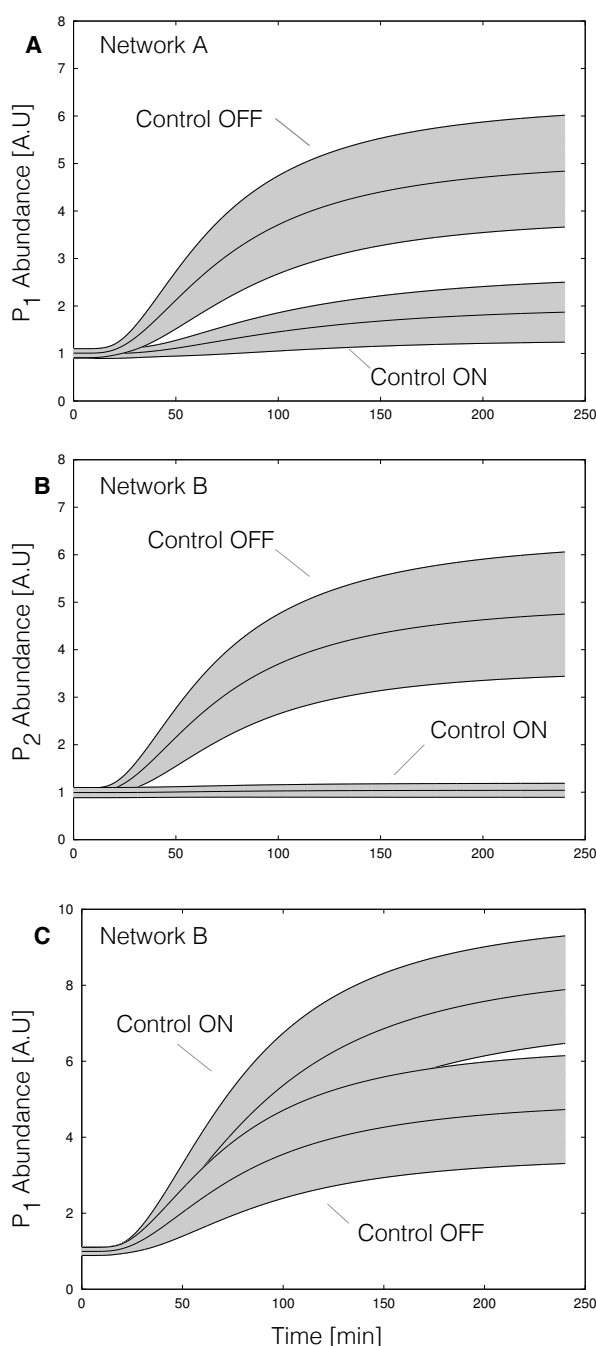 A
Network A
8
7
6
5
4
3
2
1
0
P1 Abundance [A.U]
Control OFF
Control ON
0 50 100 150 200 250
B
Network B
8
7
6
5
4
3
2
1
0
P2 Abundance [A.U]
Control OFF
Control ON
0 50 100 150 200 250
C
Network B
10
8
6
4
2
0
P1 Abundance [A.U]
Control ON
Control OFF
0 50 100 150 200 250
Time [min]